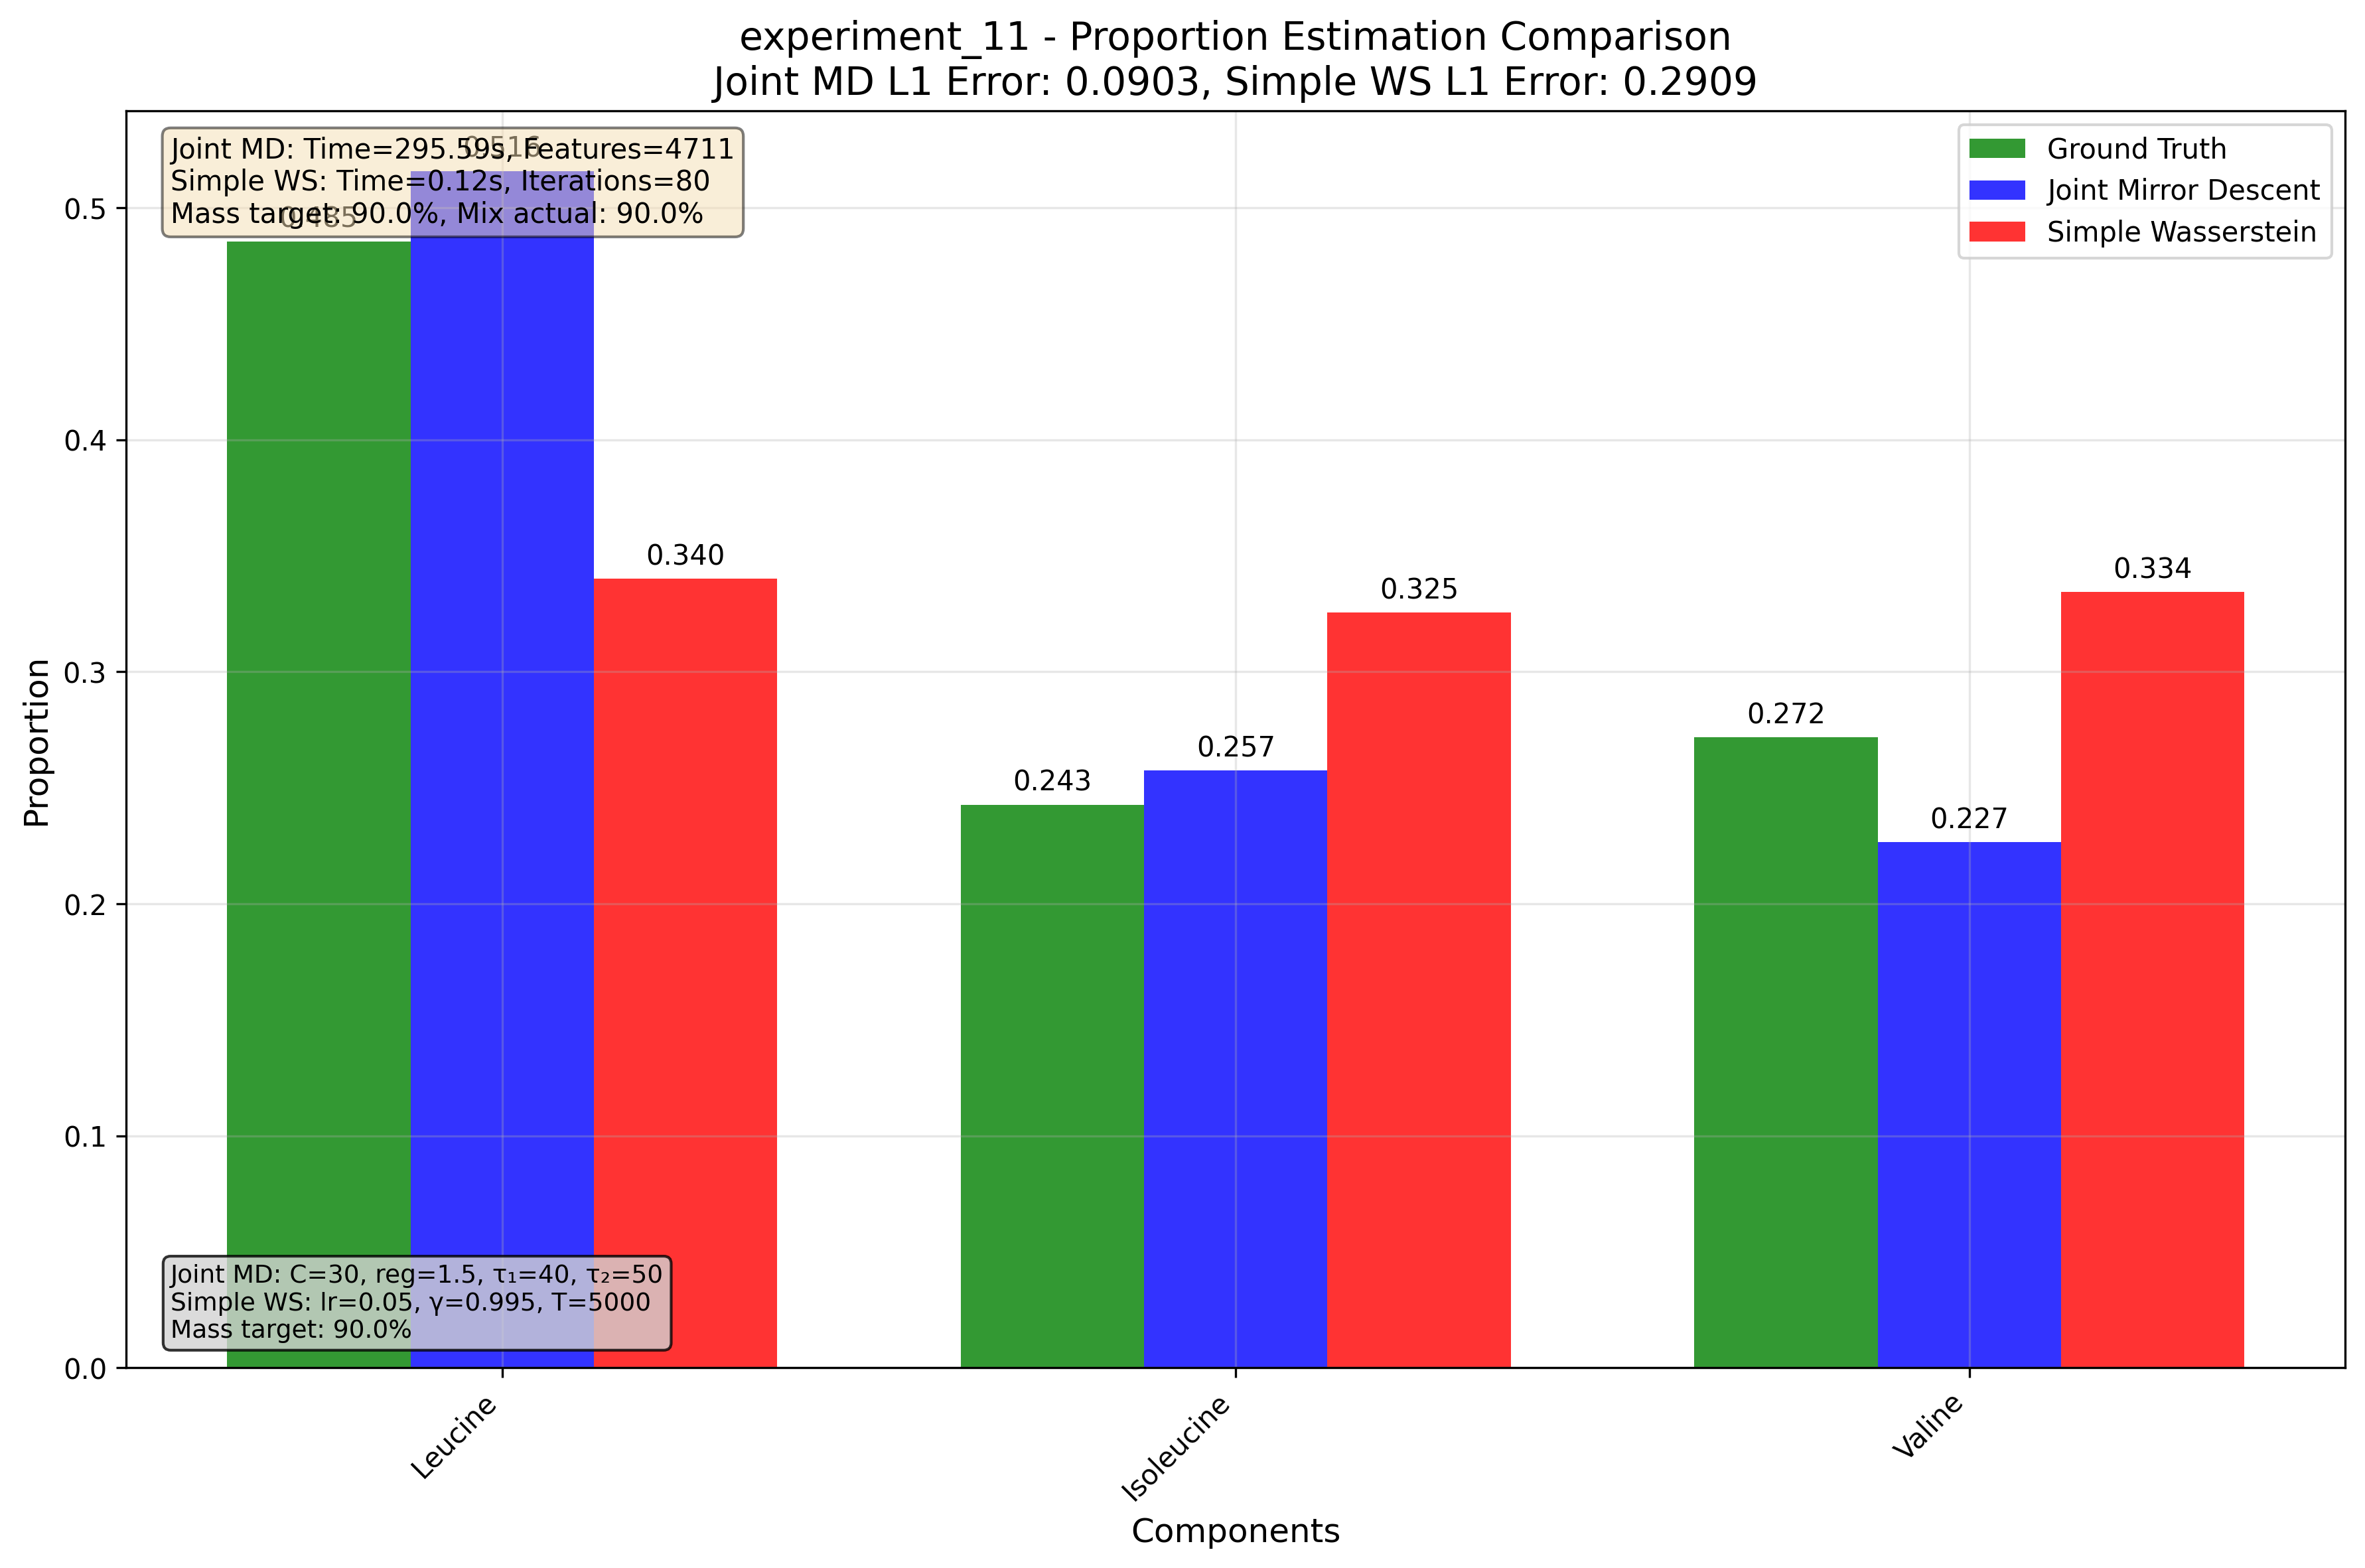 experiment_11 - Proportion Estimation Comparison
Joint MD L1 Error: 0.0903, Simple WS L1 Error: 0.2909
Joint MD: Time=295.59s, Features=4711
Simple WS: Time=0.12s, Iterations=80
Mass target: 90.0%, Mix actual: 90.0%
0.516
0.485
Ground Truth
Joint Mirror Descent
Simple Wasserstein
0.340
0.243
0.257
0.325
0.272
0.227
0.334
Proportion
0.5
0.4
0.3
0.2
0.1
0.0
Joint MD: C=30, reg=1.5, τ₁=40, τ₂=50
Simple WS: lr=0.05, γ=0.995, T=5000
Mass target: 90.0%
Leucine
Isoleucine
Valine
Components